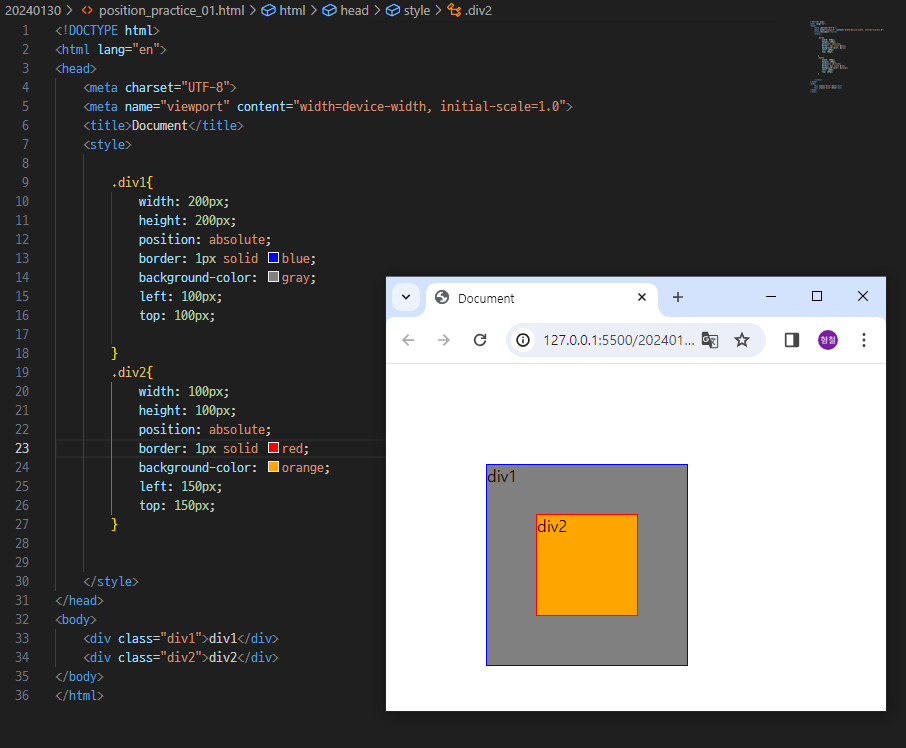 20240130 > <> position_practice_01.html > html > head > style > .div2
1 <!DOCTYPE html>
2 <html lang="en">
3 <head>
4 <meta charset="UTF-8">
5 <meta name="viewport" content="width=device-width, initial-scale=1.0">
6 <title>Document</title>
7 <style>
8
9 .div1{
10 width: 200px;
11 height: 200px;
12 position: absolute;
13 border: 1px solid blue;
14 background-color: gray;
15 left: 100px;
16 top: 100px;
17
18 }
19 .div2{
20 width: 100px;
21 height: 100px;
22 position: absolute;
23 border: 1px solid red;
24 background-color: orange;
25 left: 150px;
26 top: 150px;
27 }
28
29
30 </style>
31 </head>
32 <body>
33 <div class="div1">div1</div>
34 <div class="div2">div2</div>
35 </body>
36 </html>
Document
127.0.0.1:5500/202401...
형철
div1
div2